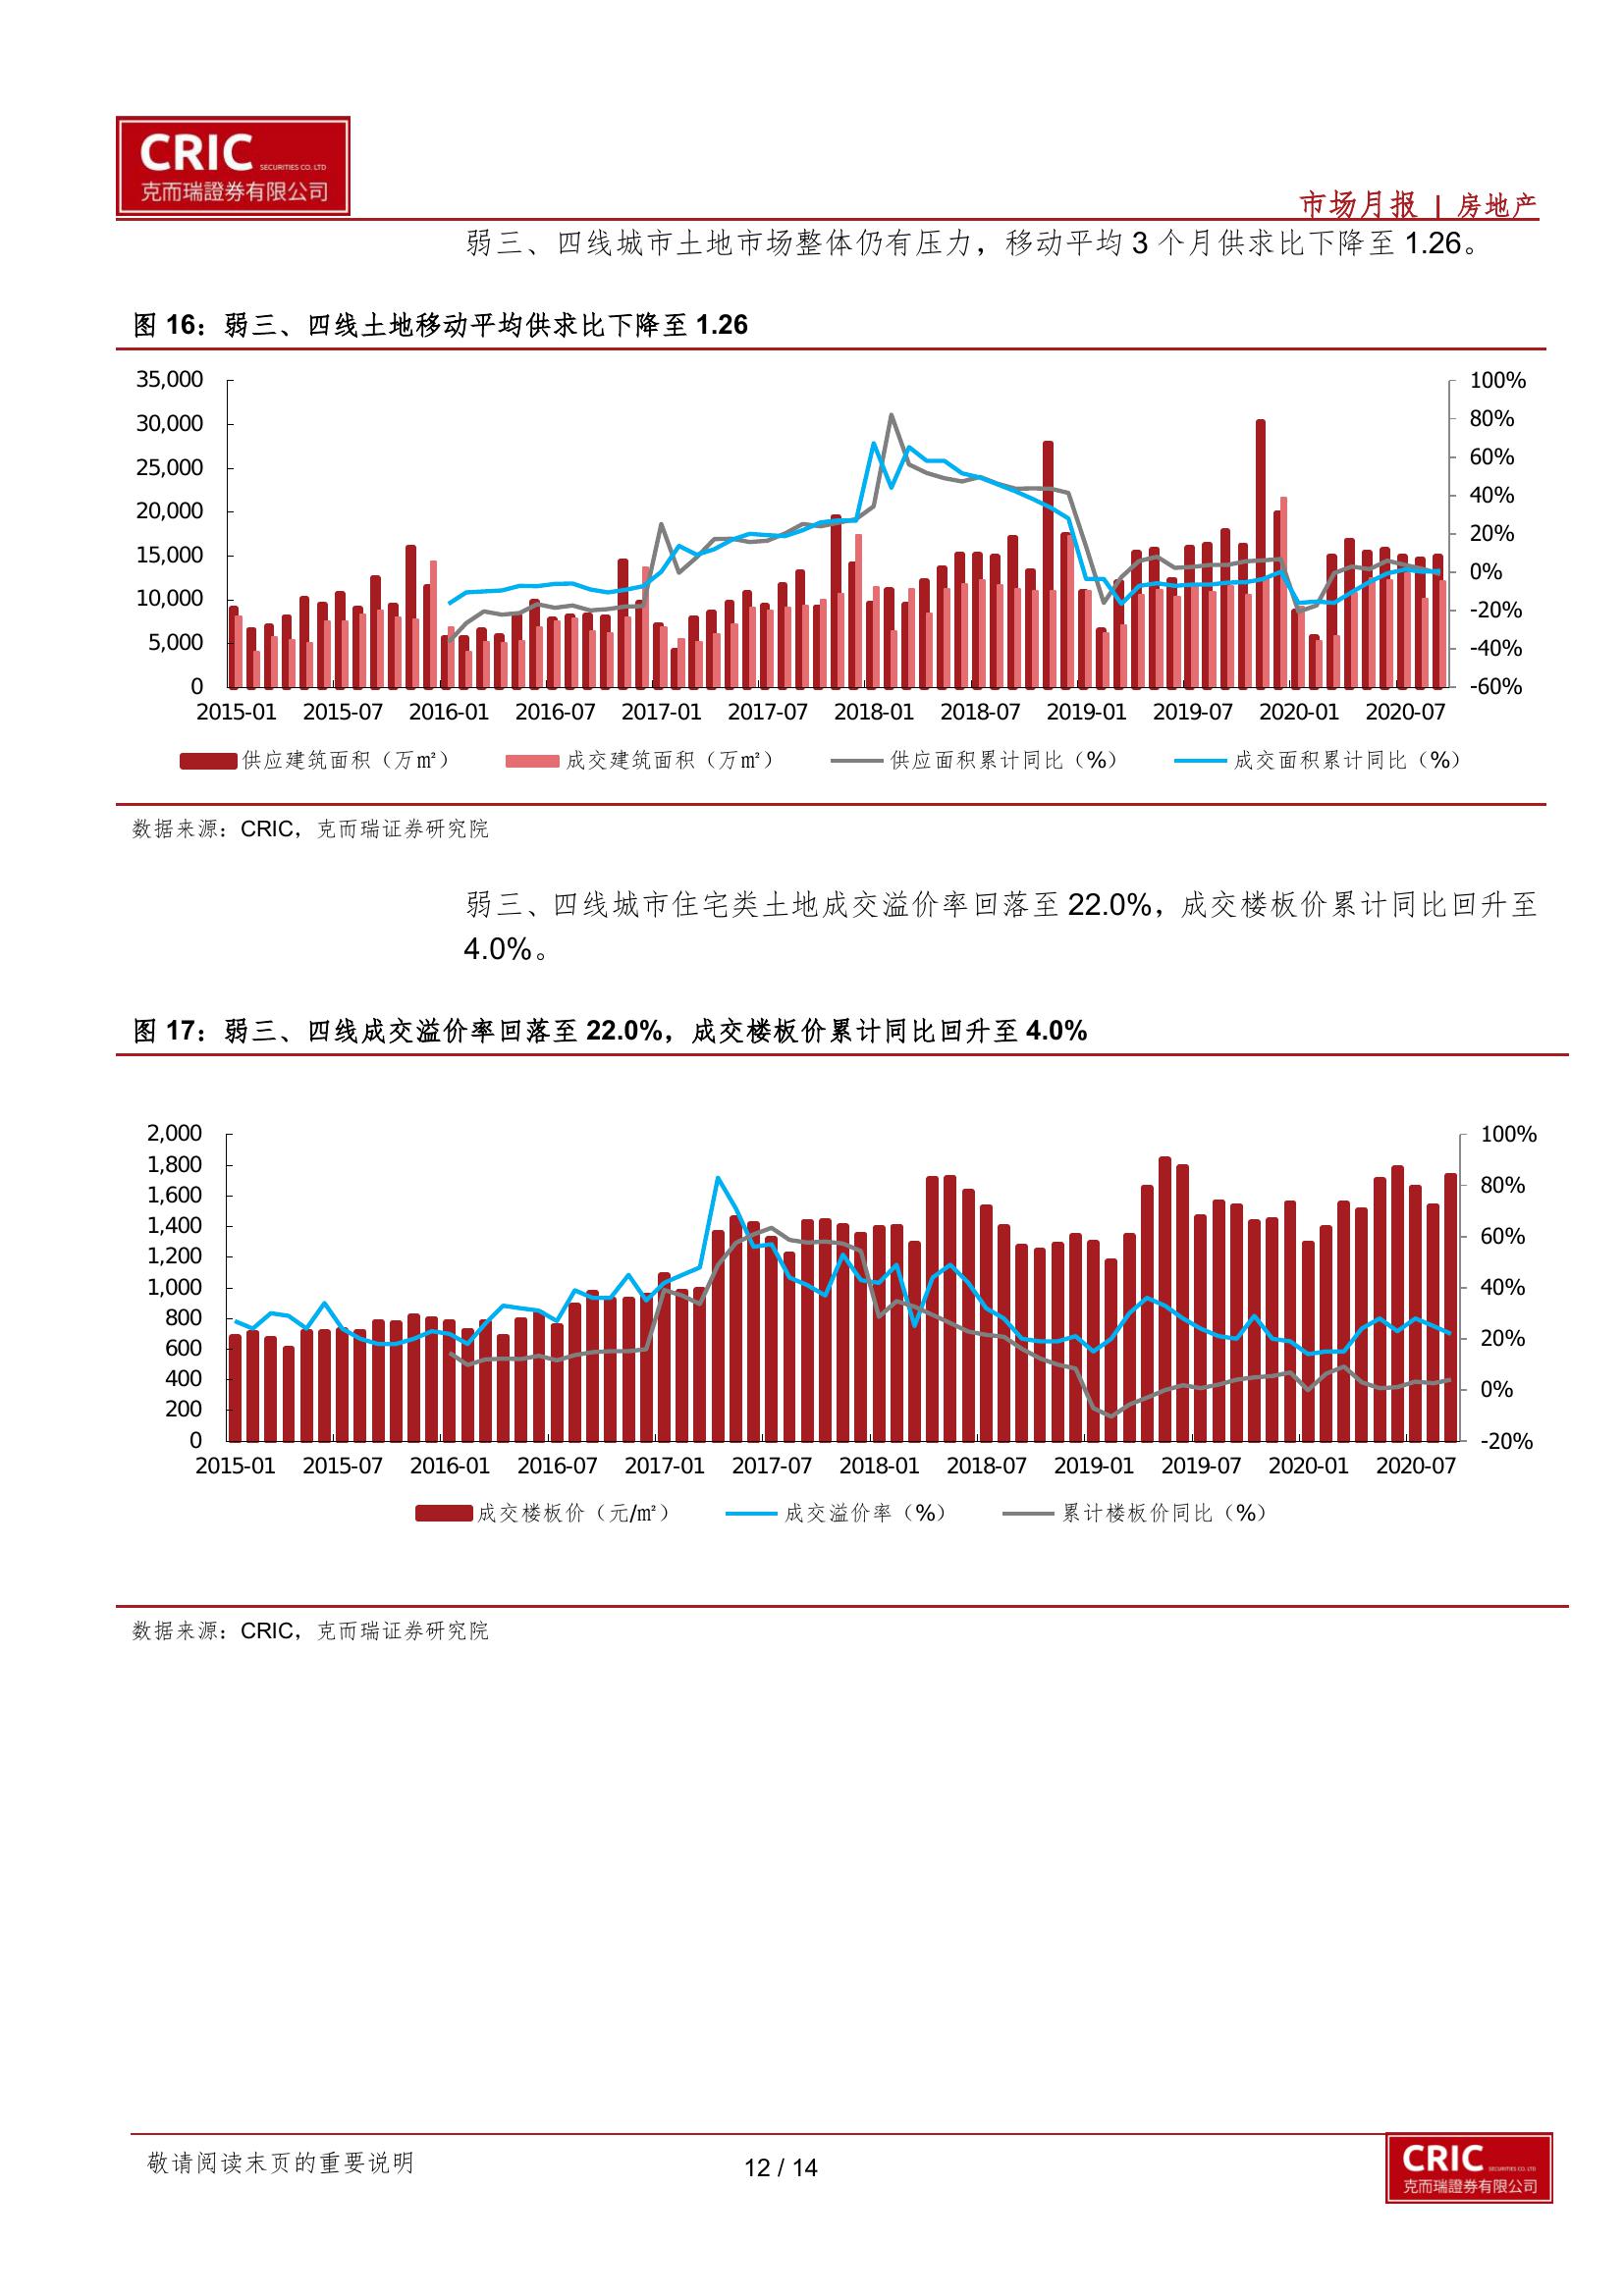 CRIC
SECURITIES CO. LTD
克而瑞證券有限公司
市场月报 | 房地产
弱三、四线城市土地市场整体仍有压力，移动平均 3 个月供求比下降至 1.26。
图 16：弱三、四线土地移动平均供求比下降至 1.26
35,000
30,000
25,000
20,000
15,000
10,000
5,000
0
100%
80%
60%
40%
20%
0%
-20%
-40%
-60%
2015-01 2015-07 2016-01 2016-07 2017-01 2017-07 2018-01 2018-07 2019-01 2019-07 2020-01 2020-07
供应建筑面积（万㎡） 成交建筑面积（万㎡） 供应面积累计同比（%） 成交面积累计同比（%）
数据来源：CRIC，克而瑞证券研究院
弱三、四线城市住宅类土地成交溢价率回落至 22.0%，成交楼板价累计同比回升至
4.0%。
图 17：弱三、四线成交溢价率回落至 22.0%，成交楼板价累计同比回升至 4.0%
2,000
1,800
1,600
1,400
1,200
1,000
800
600
400
200
0
100%
80%
60%
40%
20%
0%
-20%
2015-01 2015-07 2016-01 2016-07 2017-01 2017-07 2018-01 2018-07 2019-01 2019-07 2020-01 2020-07
成交楼板价（元/㎡） 成交溢价率（%） 累计楼板价同比（%）
数据来源：CRIC，克而瑞证券研究院
敬请阅读末页的重要说明
12 / 14
CRIC
SECURITIES CO. LTD
克而瑞證券有限公司